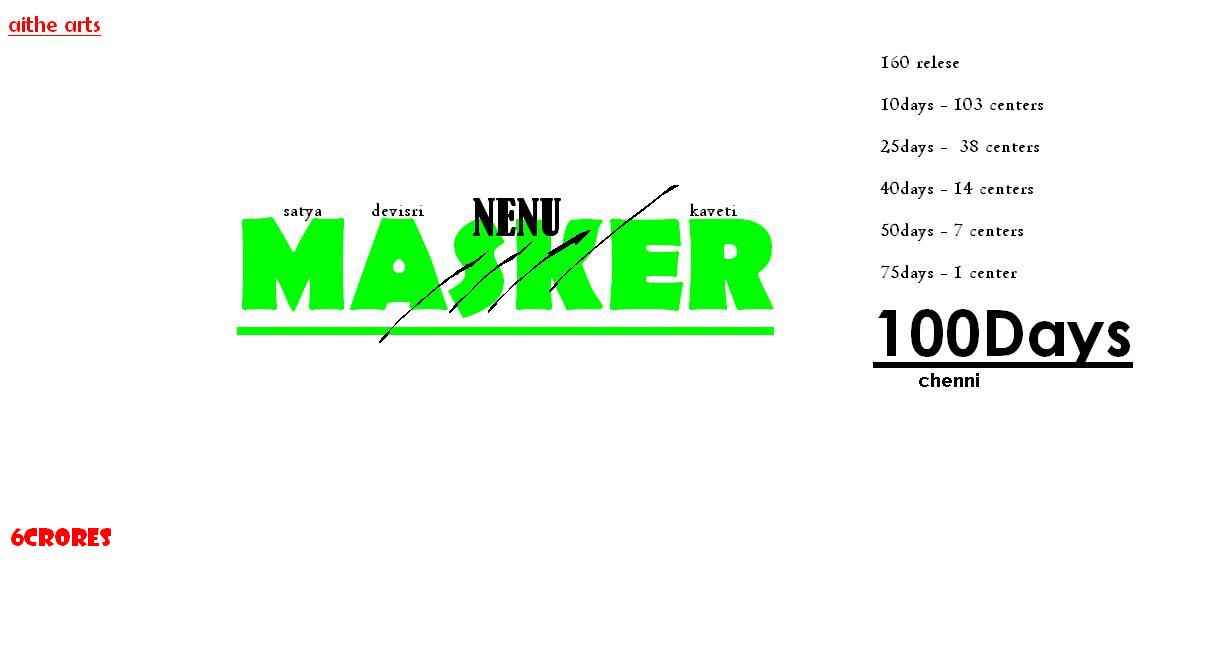 aithe arts
160 relese
10days - 103 centers
25days - 38 centers
40days - 14 centers
50days - 7 centers
75days - 1 center
100Days
chenni
satya devisri NENU kaveti
MASKER
6CRORES